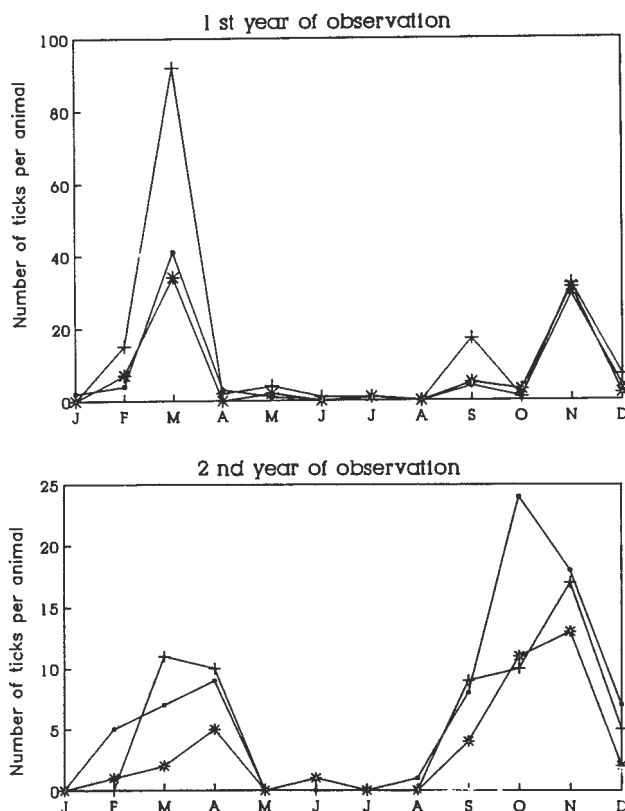 1 st year of observation
100
80
60
40
20
0
Number of ticks per animal
J F M A M J J A S O N D
2 nd year of observation
25
20
15
10
5
0
Number of ticks per animal
J F M A M J J A S O N D